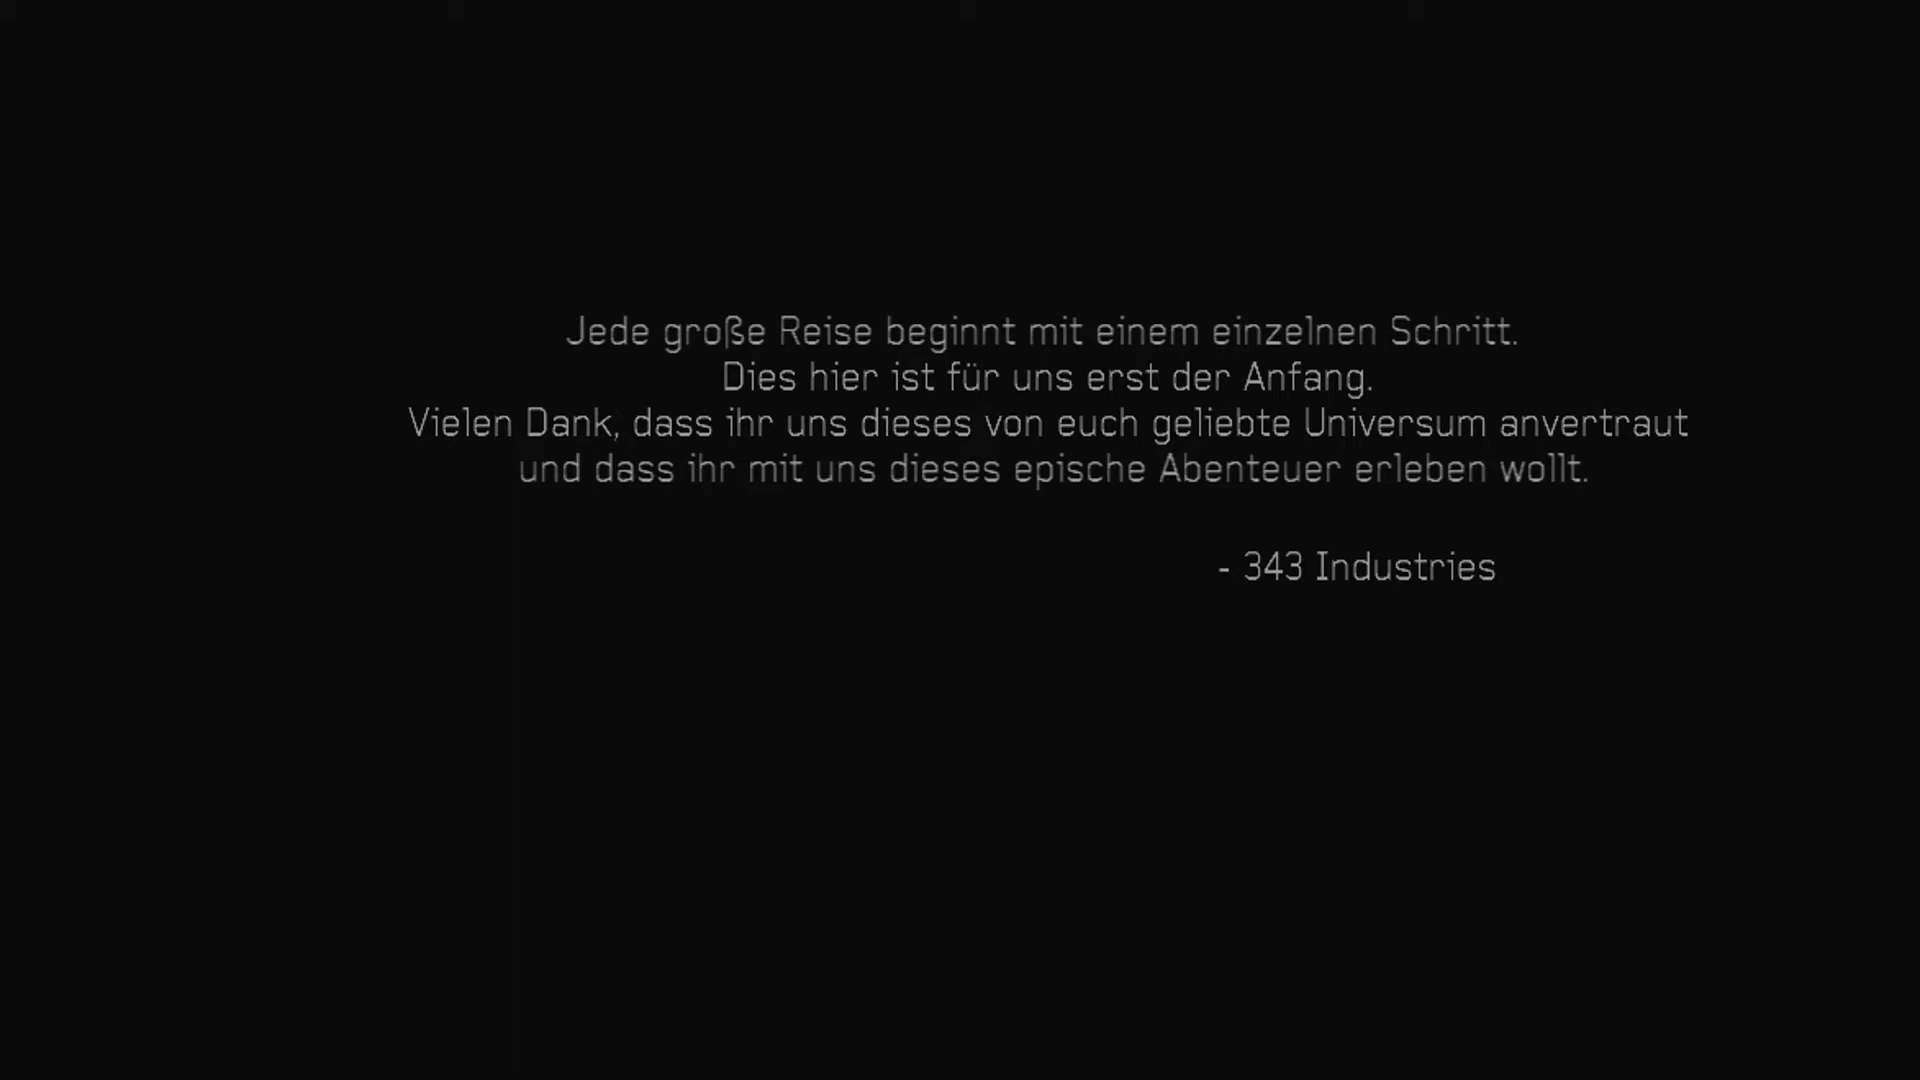 Jede große Reise beginnt mit einem einzelnen Schritt.
Dies hier ist für uns erst der Anfang.
Vielen Dank, dass ihr uns dieses von euch geliebte Universum anvertraut
und dass ihr mit uns dieses epische Abenteuer erleben wollt.
- 343 Industries